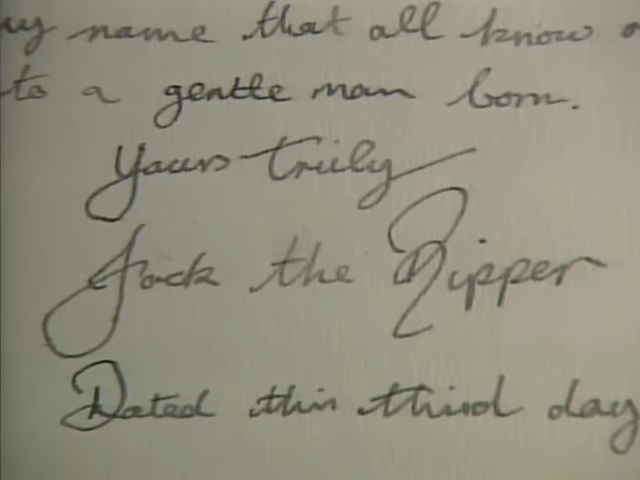 my name that all know o
to a gentle man born.
Yours truly
Jack the Ripper
Dated this third day